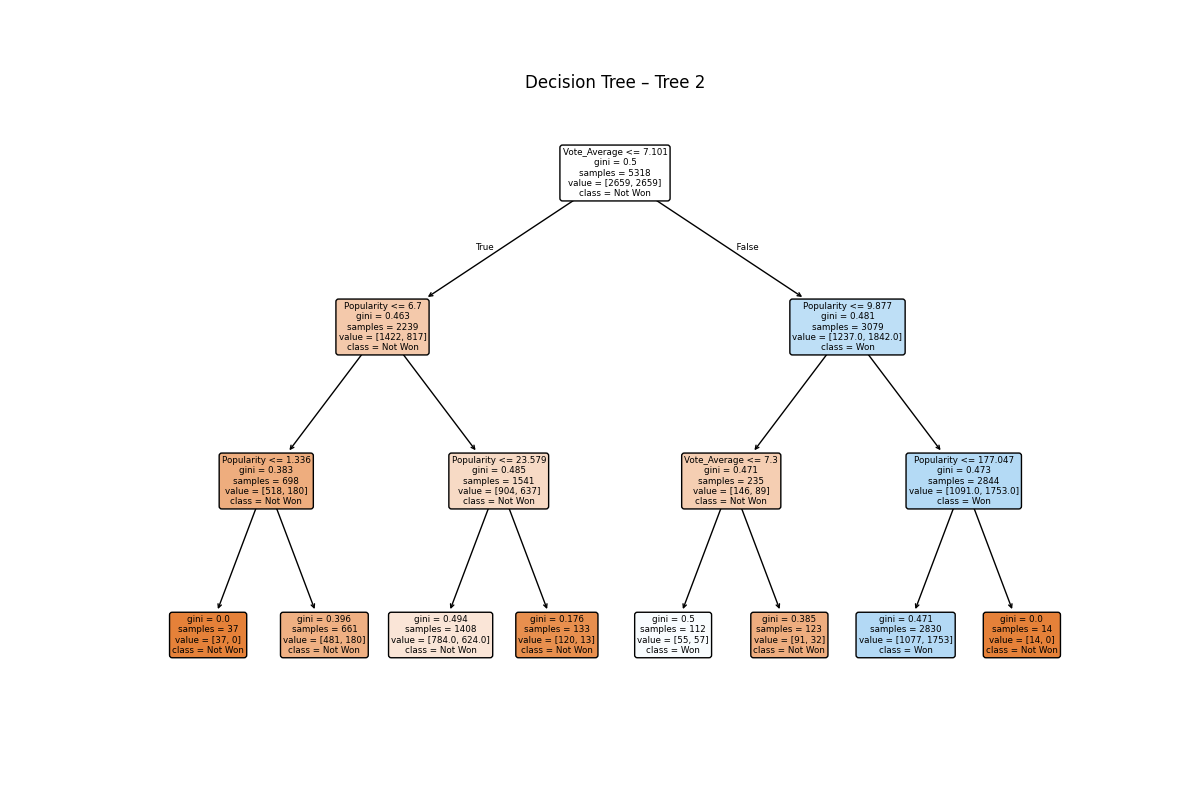 Decision Tree – Tree 2
Vote_Average <= 7.101
gini = 0.5
samples = 5318
value = [2659, 2659]
class = Not Won
True
False
Popularity <= 6.7
gini = 0.463
samples = 2239
value = [1422, 817]
class = Not Won
Popularity <= 9.877
gini = 0.481
samples = 3079
value = [1237.0, 1842.0]
class = Won
Popularity <= 1.336
gini = 0.383
samples = 698
value = [518, 180]
class = Not Won
Popularity <= 23.579
gini = 0.485
samples = 1541
value = [904, 637]
class = Not Won
Vote_Average <= 7.3
gini = 0.471
samples = 235
value = [146, 89]
class = Not Won
Popularity <= 177.047
gini = 0.473
samples = 2844
value = [1091.0, 1753.0]
class = Won
gini = 0.0
samples = 37
value = [37, 0]
class = Not Won
gini = 0.396
samples = 661
value = [481, 180]
class = Not Won
gini = 0.494
samples = 1408
value = [784.0, 624.0]
class = Not Won
gini = 0.176
samples = 133
value = [120, 13]
class = Not Won
gini = 0.5
samples = 112
value = [55, 57]
class = Won
gini = 0.385
samples = 123
value = [91, 32]
class = Not Won
gini = 0.471
samples = 2830
value = [1077, 1753]
class = Won
gini = 0.0
samples = 14
value = [14, 0]
class = Not Won